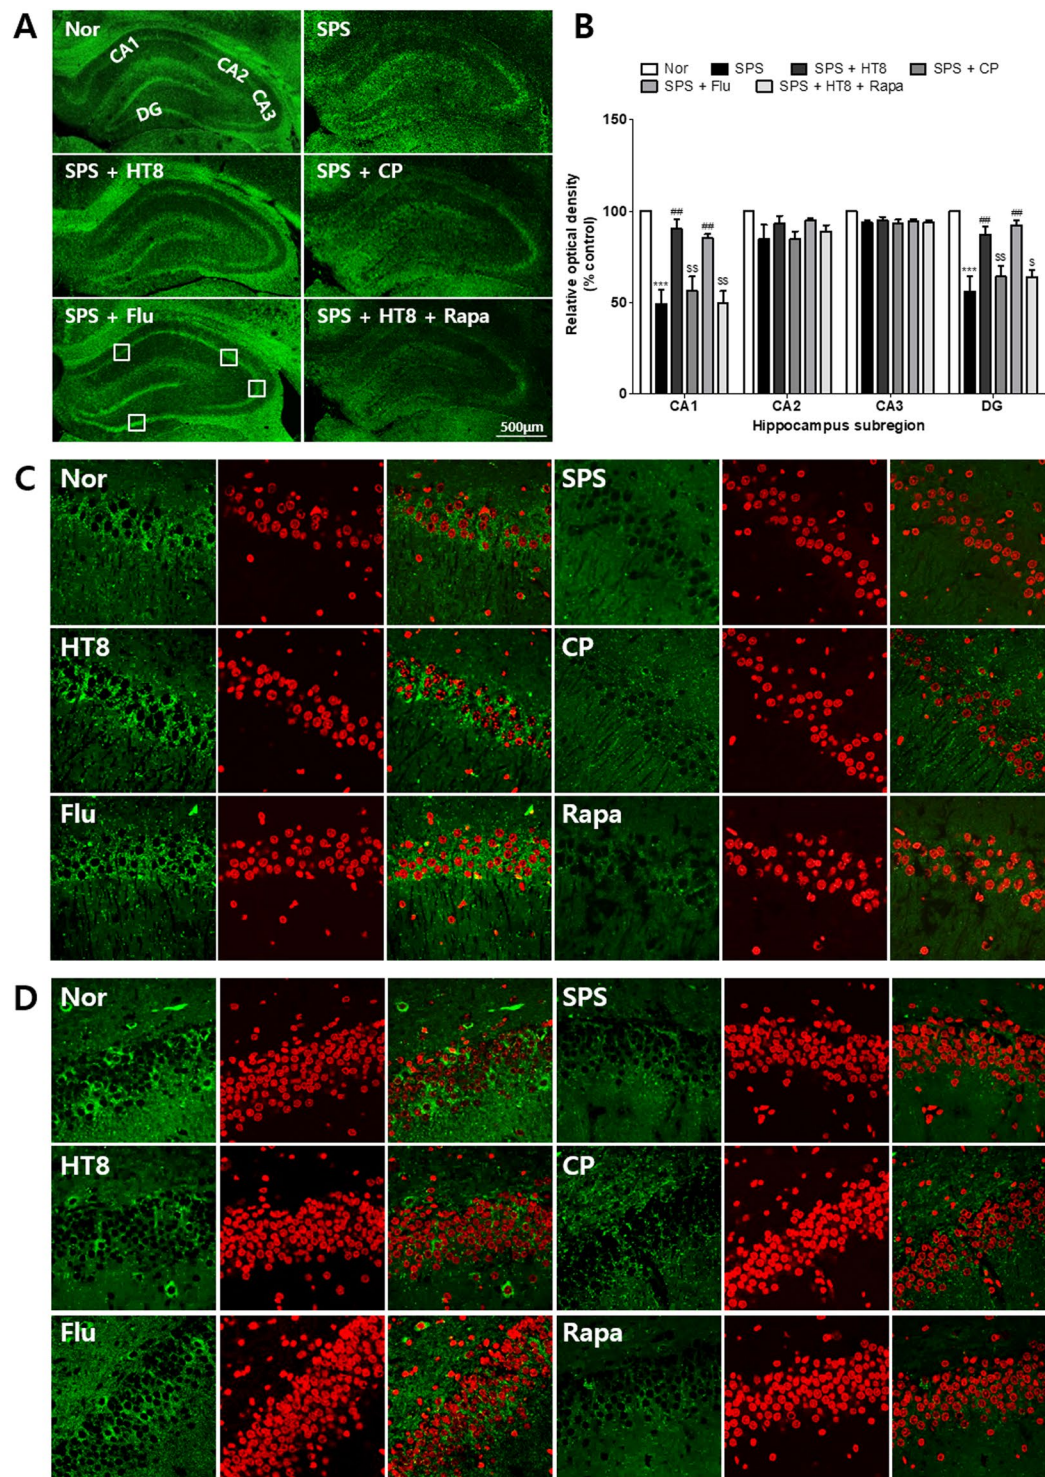 A
Nor
CA1
CA2
CA3
DG
SPS
SPS + HT8
SPS + CP
SPS + Flu
SPS + HT8 + Rapa
500μm
B
Nor SPS SPS + HT8 SPS + CP
SPS + Flu SPS + HT8 + Rapa
Relative optical density
(% control)
150
100
50
0
*** ## $$ ## $$
*** ## $$ ## $
CA1 CA2 CA3 DG
Hippocampus subregion
C
Nor SPS
HT8 CP
Flu Rapa
D
Nor SPS
HT8 CP
Flu Rapa